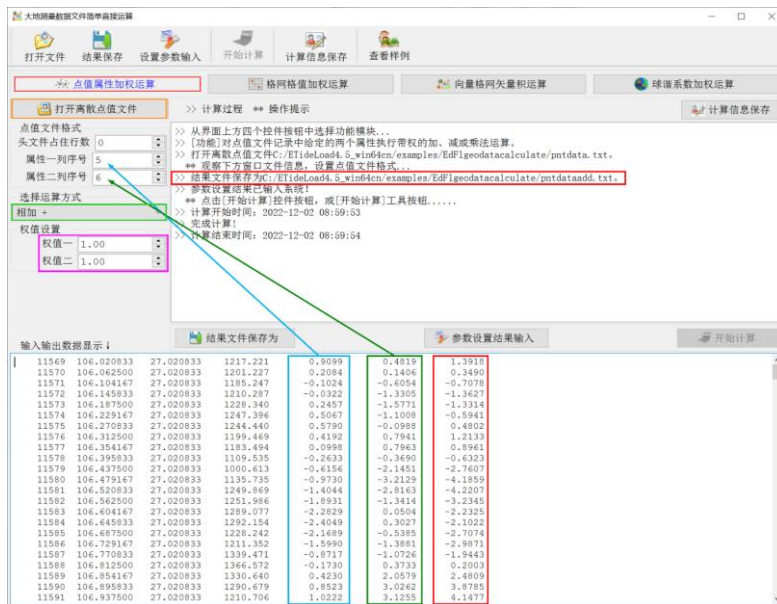 大地测量数据文件简单直接运算
打开文件 结果保存 设置参数输入 开始计算 计算信息保存 查看样例
点值属性加权运算 格网格值加权运算 向量格网矢量积运算 球谐系数加权运算
打开离散点值文件 >> 计算过程 ** 操作提示 计算信息保存
点值文件格式
头文件占住行数 0
属性一列序号 5
属性二列序号 6
选择运算方式
相加 +
权值设置
权值一 1.00
权值二 1.00
>> 从界面上方四个控件按钮中选择功能模块...
>> [功能]对点值文件记录中给定的两个属性执行带权的加、减或乘法运算。
>> 打开离散点值文件C:/ETideLoad4.5_win64cn/examples/EdFlgeodatacalculate/pntdata.txt。
** 观察下方窗口文件信息，设置点值文件格式...
>> 结果文件保存为C:/ETideLoad4.5_win64cn/examples/EdFlgeodatacalculate/pntdataadd.txt。
>> 参数设置结果已输入系统!
** 点击[开始计算]控件按钮，或[开始计算]工具按钮......
>> 计算开始时间: 2022-12-02 08:59:53
>> 完成计算!
>> 计算结束时间: 2022-12-02 08:59:54
输入输出数据显示↓ 结果文件保存为 参数设置结果输入 开始计算
11569 106.020833 27.020833 1217.221 0.9099 0.4819 1.3918
11570 106.062500 27.020833 1201.227 0.2084 0.1406 0.3490
11571 106.104167 27.020833 1185.247 -0.1024 -0.6054 -0.7078
11572 106.145833 27.020833 1210.287 -0.0322 -1.3305 -1.3627
11573 106.187500 27.020833 1228.340 0.2457 -1.5771 -1.3314
11574 106.229167 27.020833 1247.396 0.5067 -1.1008 -0.5941
11575 106.270833 27.020833 1244.440 0.5790 -0.0988 0.4802
11576 106.312500 27.020833 1199.469 0.4192 0.7941 1.2133
11577 106.354167 27.020833 1183.494 0.0998 0.7963 0.8961
11578 106.395833 27.020833 1109.535 -0.2633 -0.3690 -0.6323
11579 106.437500 27.020833 1000.613 -0.6156 -2.1451 -2.7607
11580 106.479167 27.020833 1135.735 -0.9730 -3.2129 -4.1859
11581 106.520833 27.020833 1249.869 -1.4044 -2.8163 -4.2207
11582 106.562500 27.020833 1251.986 -1.8931 -1.3414 -3.2345
11583 106.604167 27.020833 1289.077 -2.2829 0.0504 -2.2325
11584 106.645833 27.020833 1292.154 -2.4049 0.3027 -2.1022
11585 106.687500 27.020833 1228.242 -2.1689 -0.5385 -2.7074
11586 106.729167 27.020833 1211.352 -1.5990 -1.3881 -2.9871
11587 106.770833 27.020833 1339.471 -0.8717 -1.0726 -1.9443
11588 106.812500 27.020833 1366.572 -0.1730 0.3733 0.2003
11589 106.854167 27.020833 1330.640 0.4230 2.0579 2.4809
11590 106.895833 27.020833 1290.679 0.8523 3.0262 3.8785
11591 106.937500 27.020833 1210.706 1.0222 3.1255 4.1477